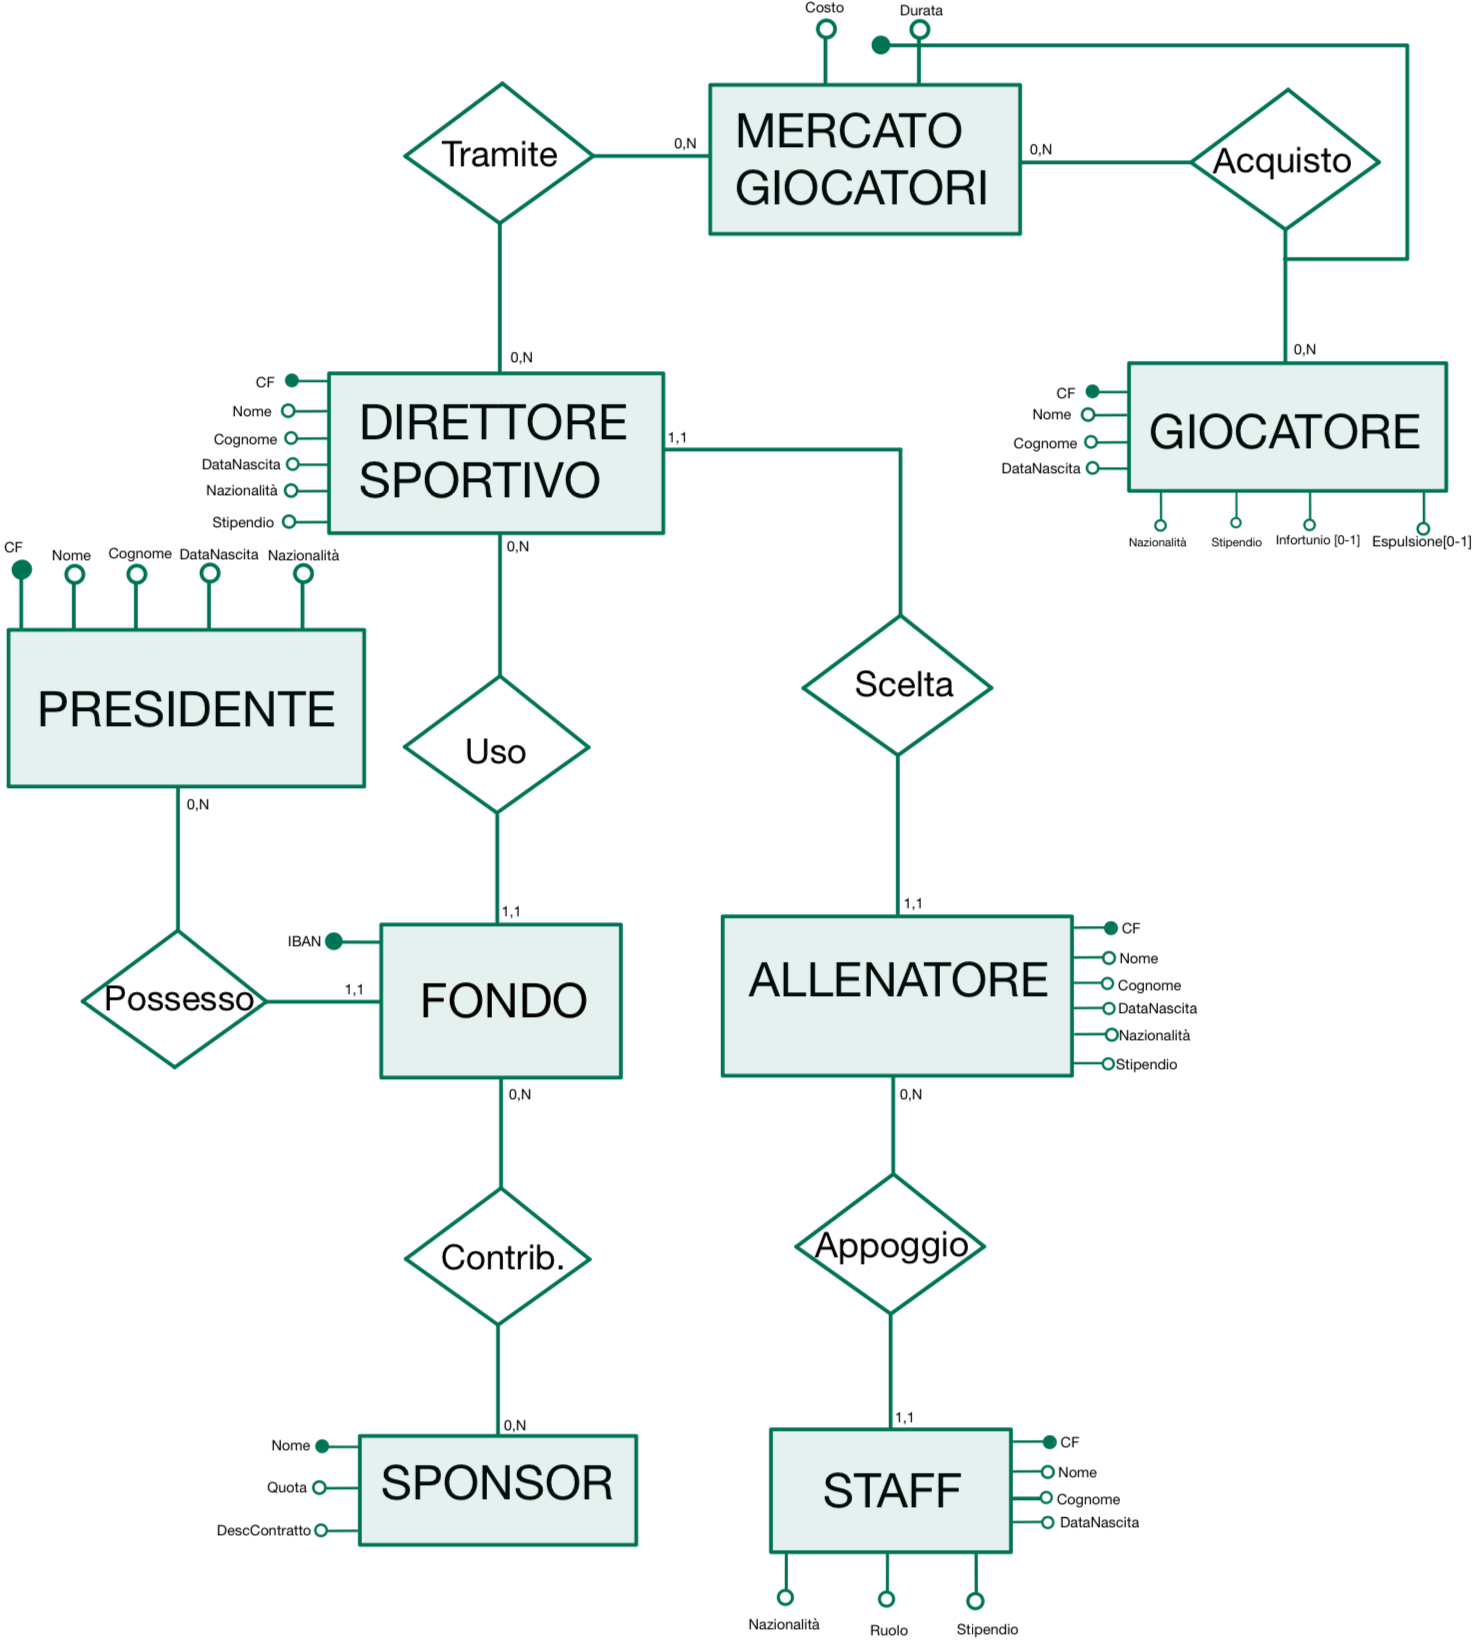 Costo
Durata
MERCATO
GIOCATORI
Tramite
0,N
0,N
Acquisto
0,N
0,N
CF
Nome
Cognome
DataNascita
Nazionalità
Stipendio
DIRETTORE
SPORTIVO
1,1
CF
Nome
Cognome
DataNascita
GIOCATORE
Nazionalità
Stipendio
Infortunio [0-1]
Espulsione[0-1]
0,N
CF
Nome
Cognome
DataNascita
Nazionalità
PRESIDENTE
Uso
Scelta
0,N
1,1
1,1
IBAN
Possesso
1,1
FONDO
ALLENATORE
CF
Nome
Cognome
DataNascita
Nazionalità
Stipendio
0,N
0,N
Contrib.
Appoggio
0,N
1,1
Nome
Quota
DescContratto
SPONSOR
STAFF
CF
Nome
Cognome
DataNascita
Nazionalità
Ruolo
Stipendio